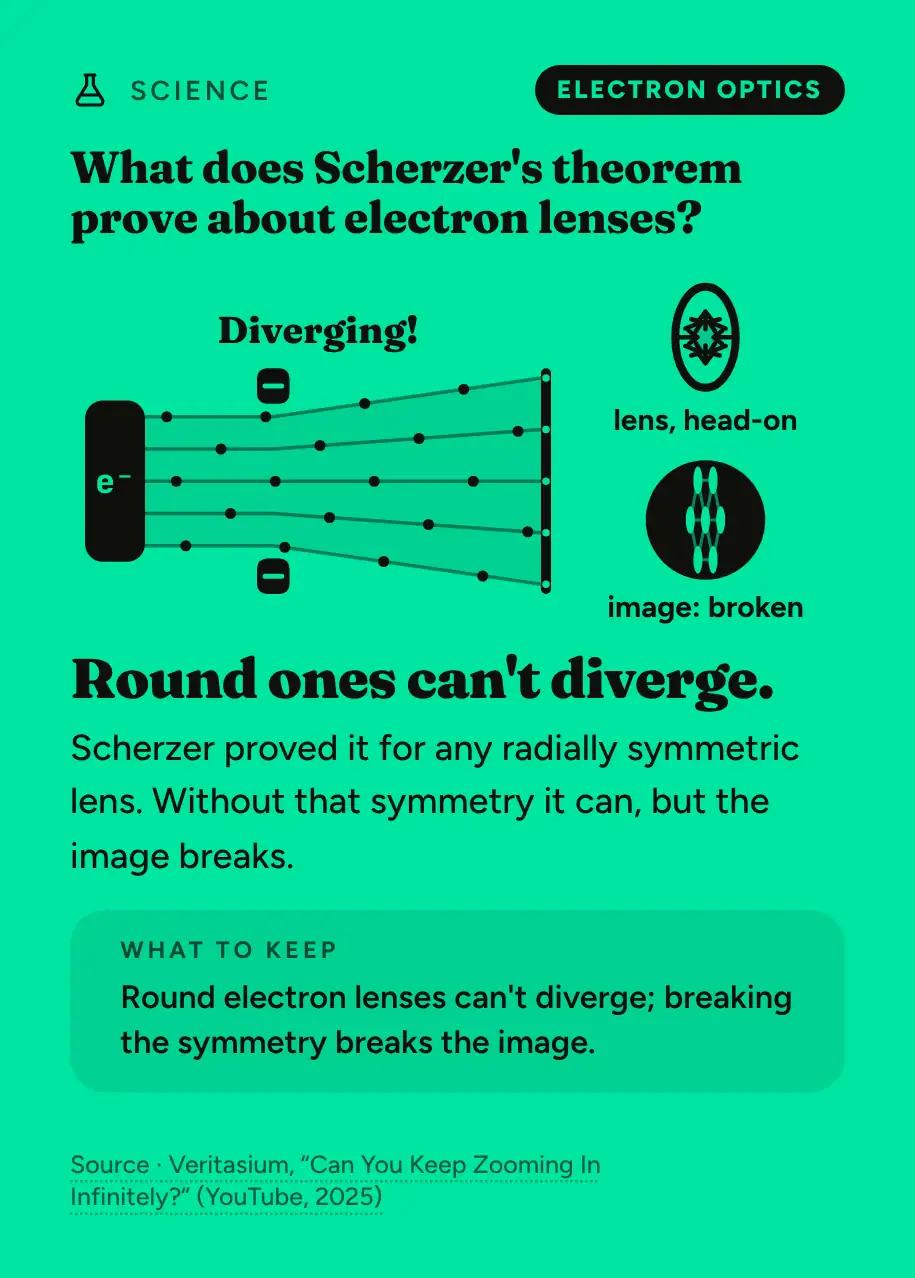 SCIENCE
ELECTRON OPTICS
What does Scherzer's theorem
prove about electron lenses?
Diverging!
e⁻
lens, head-on
image: broken
Round ones can't diverge.
Scherzer proved it for any radially symmetric
lens. Without that symmetry it can, but the
image breaks.
WHAT TO KEEP
Round electron lenses can't diverge; breaking
the symmetry breaks the image.
Source · Veritasium, “Can You Keep Zooming In
Infinitely?” (YouTube, 2025)